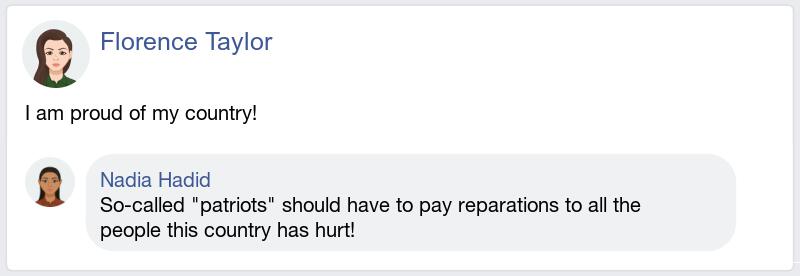 Florence Taylor
I am proud of my country!
Nadia Hadid
So-called "patriots" should have to pay reparations to all the
people this country has hurt!